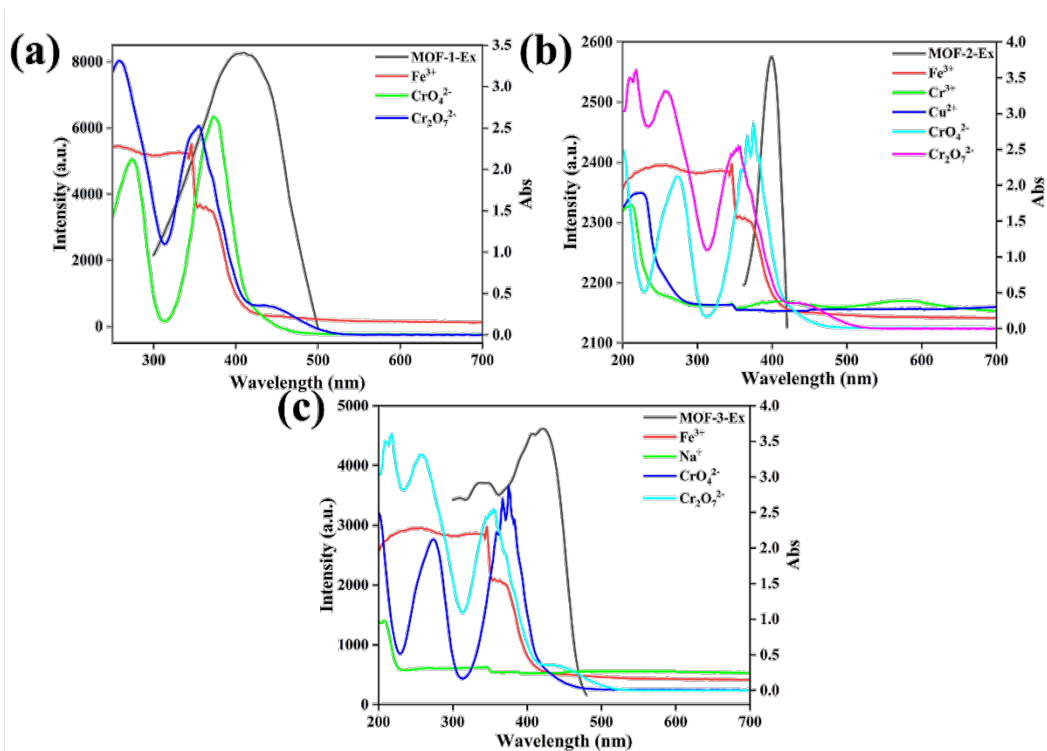 (a)
MOF-1-Ex
Fe³⁺
CrO₄²⁻
Cr₂O₇²⁻
8000
6000
4000
2000
0
Intensity (a.u.)
3.5
3.0
2.5
2.0
1.5
1.0
0.5
0.0
Abs
300 400 500 600 700
Wavelength (nm)
(b)
MOF-2-Ex
Fe³⁺
Cr³⁺
Cu²⁺
CrO₄²⁻
Cr₂O₇²⁻
2600
2500
2400
2300
2200
2100
Intensity (a.u.)
4.0
3.5
3.0
2.5
2.0
1.5
1.0
0.5
0.0
Abs
200 300 400 500 600 700
Wavelength (nm)
(c)
MOF-3-Ex
Fe³⁺
Na⁺
CrO₄²⁻
Cr₂O₇²⁻
5000
4000
3000
2000
1000
0
Intensity (a.u.)
4.0
3.5
3.0
2.5
2.0
1.5
1.0
0.5
0.0
Abs
200 300 400 500 600 700
Wavelength (nm)